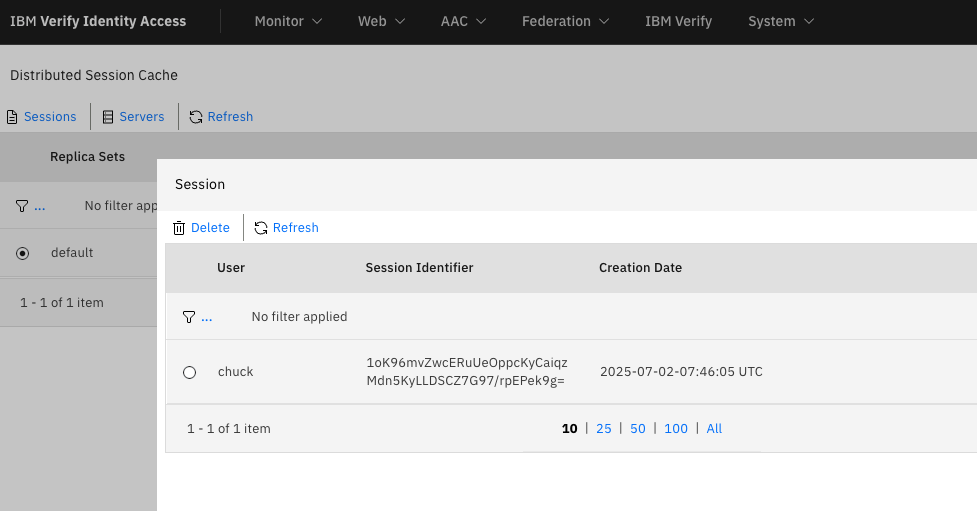 IBM Verify Identity Access Monitor Web AAC Federation IBM Verify System
Distributed Session Cache
Sessions Servers Refresh
Replica Sets
... No filter app
default
1 - 1 of 1 item
Session
Delete Refresh
User Session Identifier Creation Date
... No filter applied
chuck 1oK96mvZwcERuUeOppcKyCaiqz 2025-07-02-07:46:05 UTC
Mdn5KyLLDSCZ7G97/rpEPek9g=
1 - 1 of 1 item 10 | 25 | 50 | 100 | All